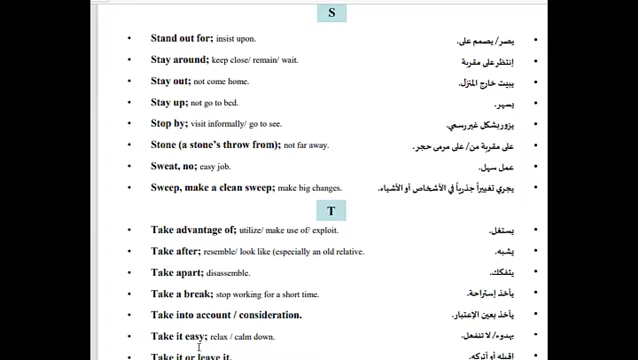 S
• Stand out for; insist upon. يصر/ يصمم على. •
• Stay around; keep close/ remain/ wait. إنتظر على مقربة •
• Stay out; not come home. يبيت خارج المنزل. •
• Stay up; not go to bed. يسهر. •
• Stop by; visit informally/ go to see. يزور بشكل غير رسمي. •
• Stone (a stone's throw from); not far away. على مقربة من/ على مرمى حجر. •
• Sweat, no; easy job. عمل سهل. •
• Sweep, make a clean sweep; make big changes. يجري تغييراً جذرياً في الأشخاص أو الأشياء. •
T
• Take advantage of; utilize/ make use of/ exploit. يستغل. •
• Take after; resemble/ look like (especially an old relative. يشبه. •
• Take apart; disassemble. يتفكك. •
• Take a break; stop working for a short time. يأخذ إستراحة. •
• Take into account / consideration. يأخذ بعين الإعتبار. •
• Take it easy; relax / calm down. بهدوء/ لا تنفعل. •
• Take it or leave it. إقبله أو أتركه. •